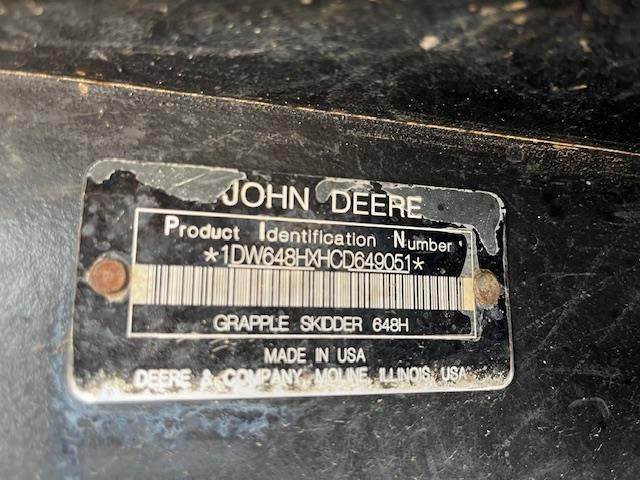 JOHN DEERE
Product Identification Number
*1DW648HXHCD649051*
GRAPPLE SKIDDER 648H
MADE IN USA
DEERE & COMPANY MOLINE, ILLINOIS, USA